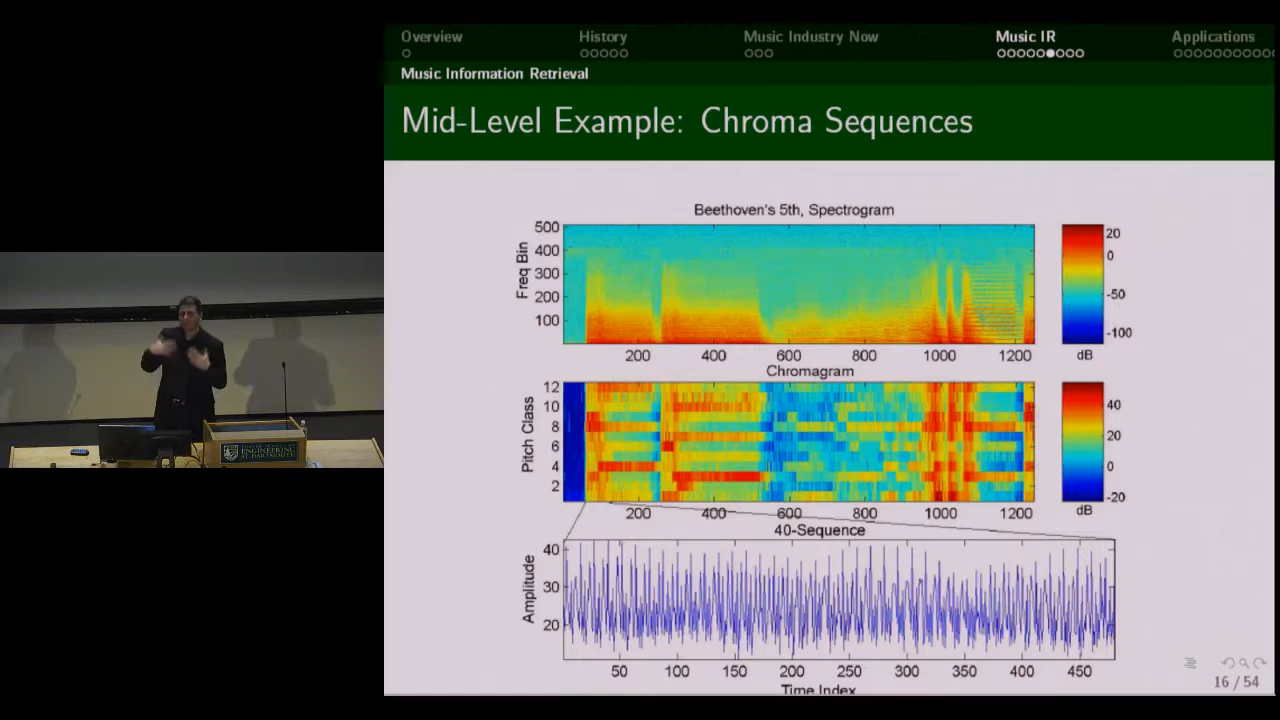 Overview History Music Industry Now Music IR Applications
Music Information Retrieval
Mid-Level Example: Chroma Sequences
Beethoven's 5th, Spectrogram
Freq Bin
500
400
300
200
100
200 400 600 800 1000 1200
20
0
-50
-100
dB
Chromagram
Pitch Class
12
10
8
6
4
2
200 400 600 800 1000 1200
40
20
0
-20
dB
40-Sequence
Amplitude
40
30
20
50 100 150 200 250 300 350 400 450
Time Index
16 / 54
ENGINEERING
AT DARTMOUTH